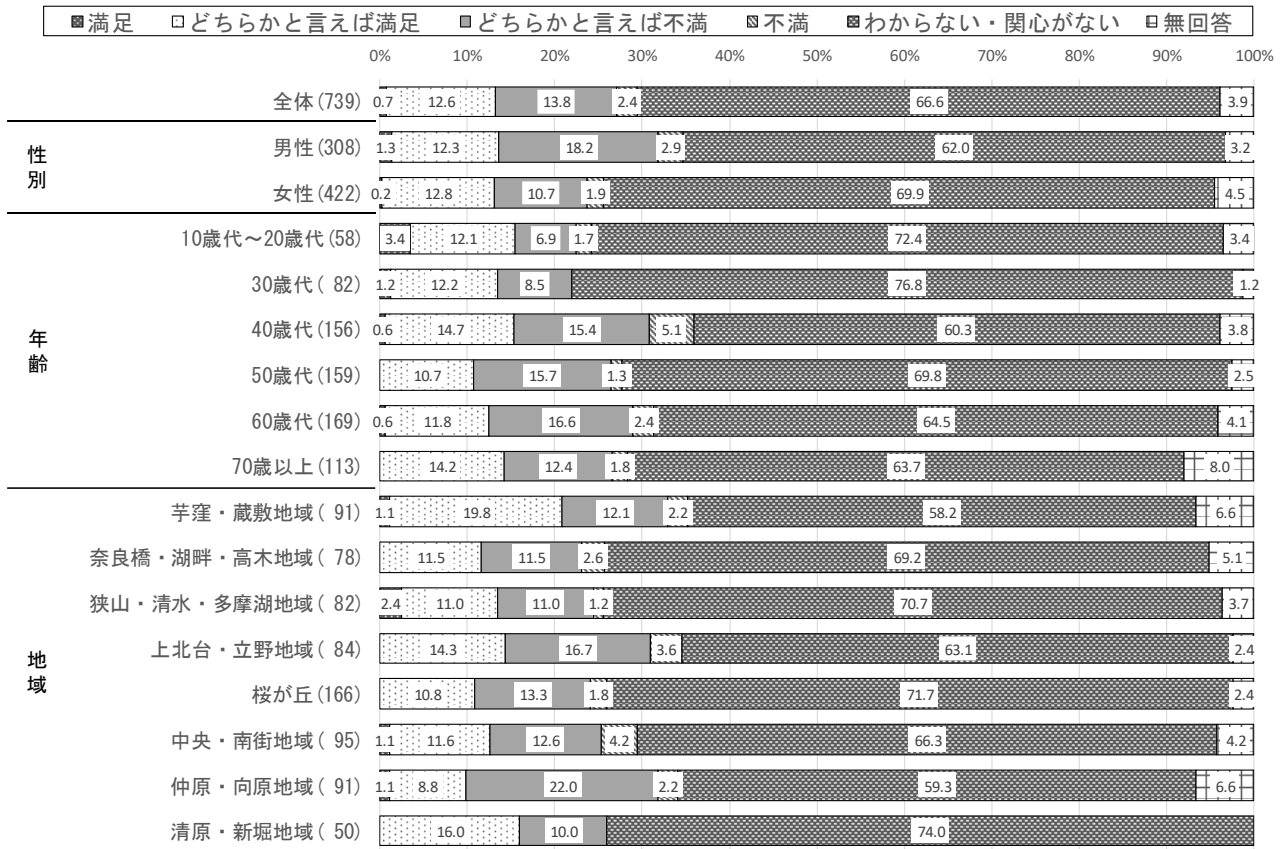 満足 どちらかと言えば満足 どちらかと言えば不満 不満 わからない・関心がない 無回答
0% 10% 20% 30% 40% 50% 60% 70% 80% 90% 100%
全体(739) 0.7 12.6 13.8 2.4 66.6 3.9
性別
男性(308) 1.3 12.3 18.2 2.9 62.0 3.2
女性(422) 0.2 12.8 10.7 1.9 69.9 4.5
年齢
10歳代～20歳代(58) 3.4 12.1 6.9 1.7 72.4 3.4
30歳代( 82) 1.2 12.2 8.5 76.8 1.2
40歳代(156) 0.6 14.7 15.4 5.1 60.3 3.8
50歳代(159) 10.7 15.7 1.3 69.8 2.5
60歳代(169) 0.6 11.8 16.6 2.4 64.5 4.1
70歳以上(113) 14.2 12.4 1.8 63.7 8.0
地域
芋窪・蔵敷地域( 91) 1.1 19.8 12.1 2.2 58.2 6.6
奈良橋・湖畔・高木地域( 78) 11.5 11.5 2.6 69.2 5.1
狭山・清水・多摩湖地域( 82) 2.4 11.0 11.0 1.2 70.7 3.7
上北台・立野地域( 84) 14.3 16.7 3.6 63.1 2.4
桜が丘(166) 10.8 13.3 1.8 71.7 2.4
中央・南街地域( 95) 1.1 11.6 12.6 4.2 66.3 4.2
仲原・向原地域( 91) 1.1 8.8 22.0 2.2 59.3 6.6
清原・新堀地域( 50) 16.0 10.0 74.0